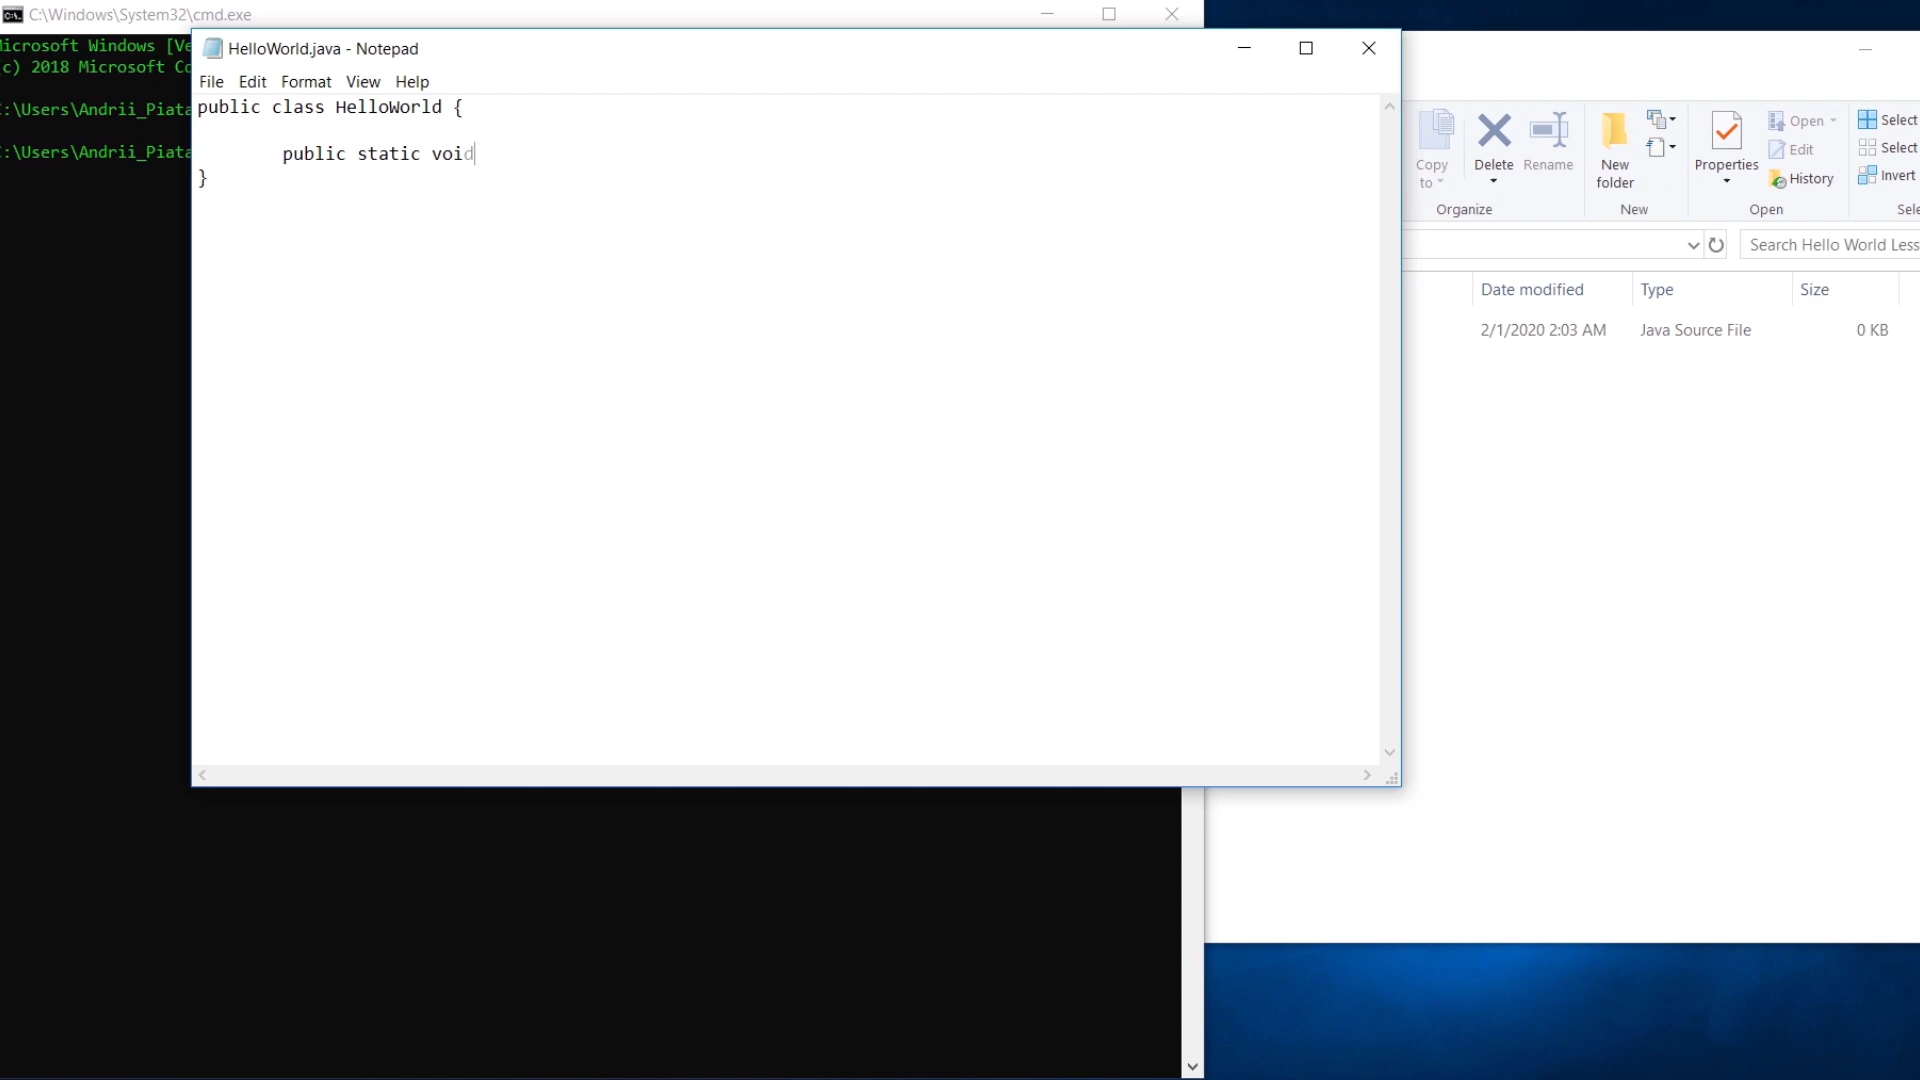 C:\Windows\System32\cmd.exe
Microsoft Windows [Ve
(c) 2018 Microsoft Co
C:\Users\Andrii_Piata
C:\Users\Andrii_Piata
HelloWorld.java - Notepad
File Edit Format View Help
public class HelloWorld {
public static void
}
Copy to
Delete
Rename
Organize
New folder
New
Properties
Open
Edit
History
Open
Select
Select
Invert
Sele
Search Hello World Less
Date modified Type Size
2/1/2020 2:03 AM Java Source File 0 KB